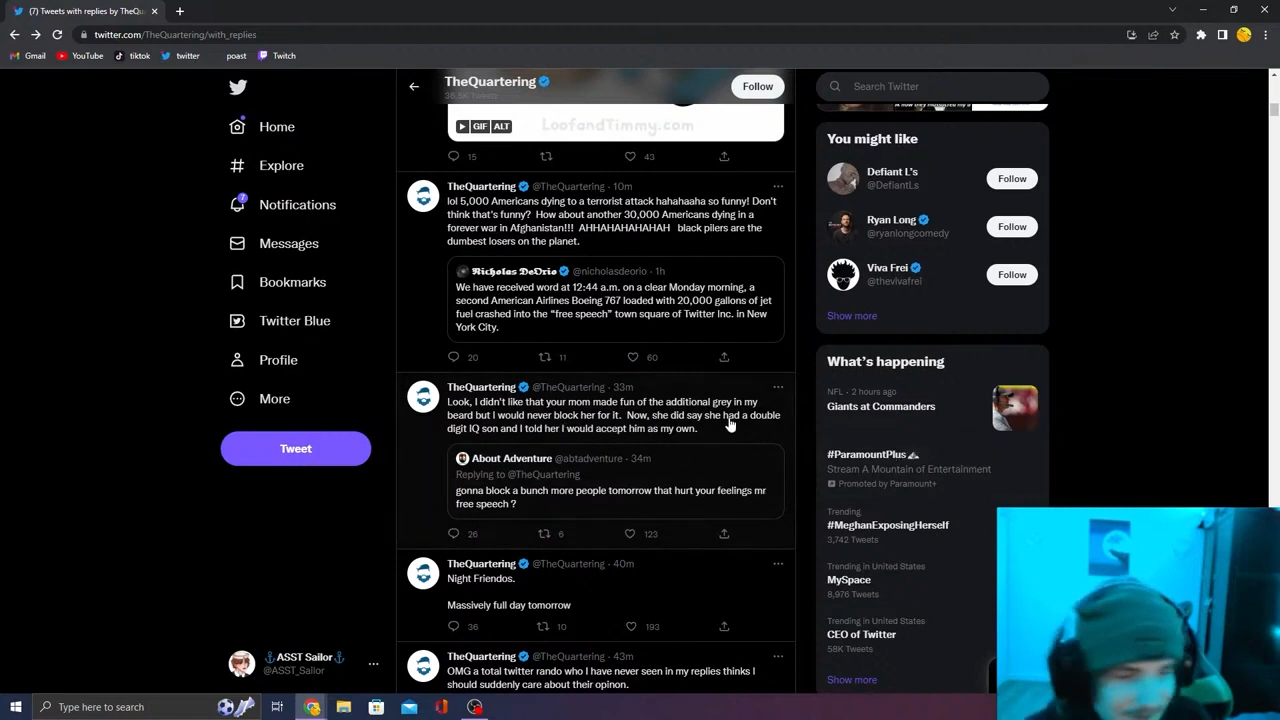 (7) Tweets with replies by TheQu
twitter.com/TheQuartering/with_replies
Gmail
YouTube
tiktok
twitter
poast
Twitch
Home
Explore
7
Notifications
Messages
Bookmarks
Twitter Blue
Profile
More
Tweet
⚓ASST Sailor⚓
@ASST_Sailor
TheQuartering
Follow
GIF ALT
LoofandTimmy.com
15 43
TheQuartering @TheQuartering · 10m
lol 5,000 Americans dying to a terrorist attack hahahaaha so funny! Don't
think that's funny? How about another 30,000 Americans dying in a
forever war in Afghanistan!!! AHHAHAHAHAHAH black pilers are the
dumbest losers on the planet.
Nicholas DeOrio @nicholasdeorio · 1h
We have received word at 12:44 a.m. on a clear Monday morning, a
second American Airlines Boeing 767 loaded with 20,000 gallons of jet
fuel crashed into the “free speech” town square of Twitter Inc. in New
York City.
20 11 60
TheQuartering @TheQuartering · 33m
Look, I didn't like that your mom made fun of the additional grey in my
beard but I would never block her for it. Now, she did say she had a double
digit IQ son and I told her I would accept him as my own.
About Adventure @abtadventure · 34m
Replying to @TheQuartering
gonna block a bunch more people tomorrow that hurt your feelings mr
free speech ?
26 6 123
TheQuartering @TheQuartering · 40m
Night Friendos.
Massively full day tomorrow
36 10 193
TheQuartering @TheQuartering · 43m
OMG a total twitter rando who I have never seen in my replies thinks I
should suddenly care about their opinon.
Search Twitter
You might like
Defiant L's
@DefiantLs
Follow
Ryan Long
@ryanlongcomedy
Follow
Viva Frei
@thevivafrei
Follow
Show more
What's happening
NFL · 2 hours ago
Giants at Commanders
#ParamountPlus
Stream A Mountain of Entertainment
Promoted by Paramount+
Trending
#MeghanExposingHerself
3,742 Tweets
Trending in United States
MySpace
8,976 Tweets
Trending in United States
CEO of Twitter
58K Tweets
Show more
Type here to search